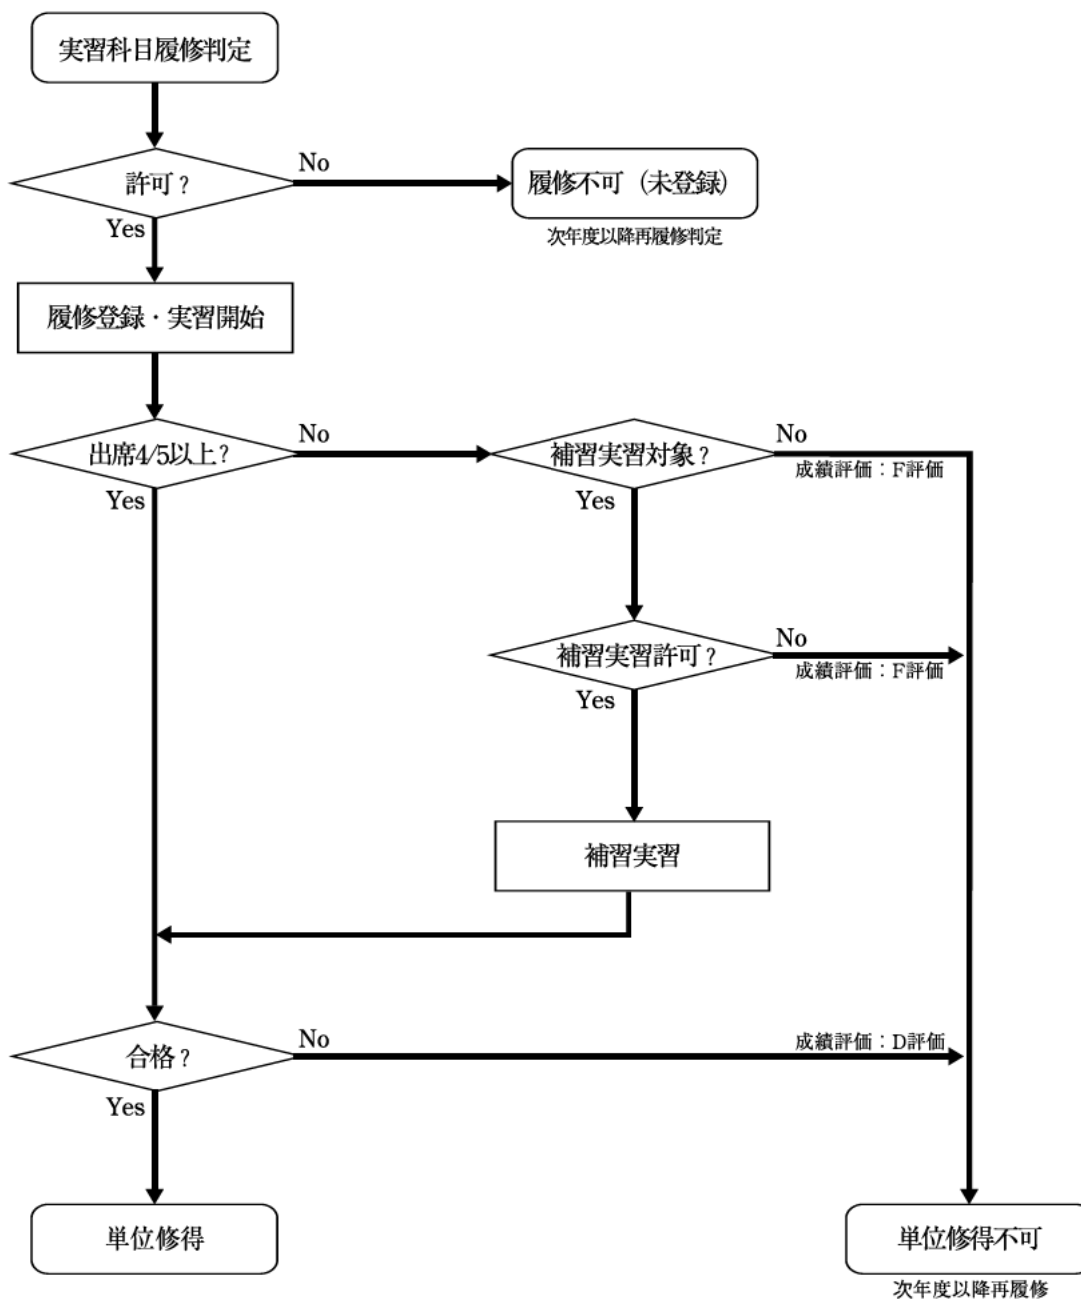 実習科目履修判定
許可？
No
履修不可（未登録）
次年度以降再履修判定
Yes
履修登録・実習開始
出席4/5以上？
No
補習実習対象？
No
成績評価：F評価
Yes
Yes
補習実習許可？
No
成績評価：F評価
Yes
補習実習
合格？
No
成績評価：D評価
Yes
単位修得
単位修得不可
次年度以降再履修